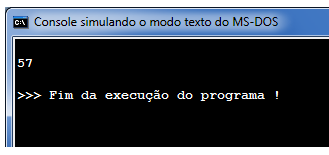 Console simulando o modo texto do MS-DOS
57
>>> Fim da execução do programa !